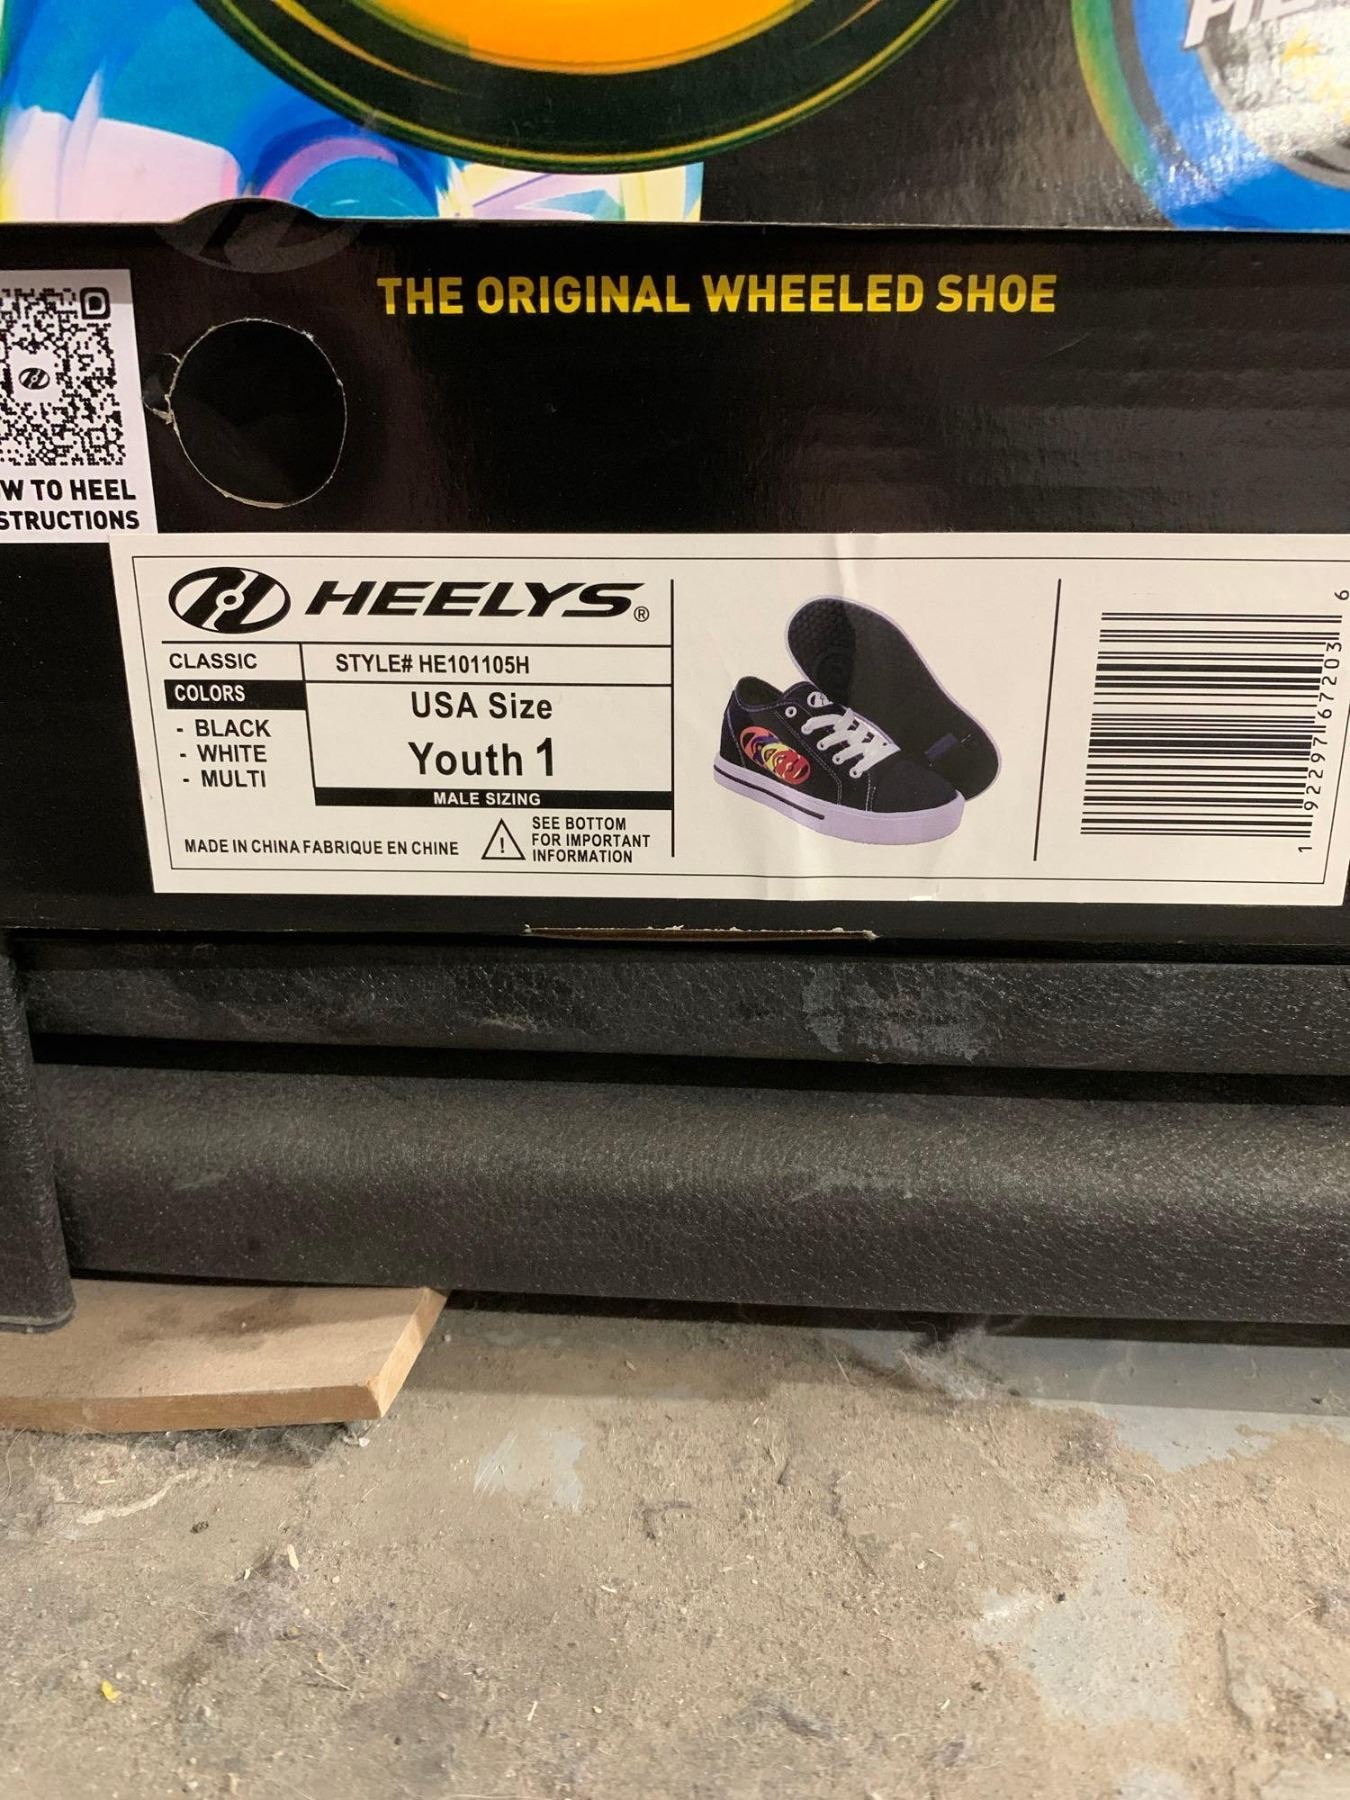 THE ORIGINAL WHEELED SHOE
W TO HEEL
STRUCTIONS
HEELYS®
CLASSIC
STYLE# HE101105H
COLORS
- BLACK
- WHITE
- MULTI
USA Size
Youth 1
MALE SIZING
MADE IN CHINA FABRIQUE EN CHINE
! SEE BOTTOM
FOR IMPORTANT
INFORMATION
1 92297 67203 6